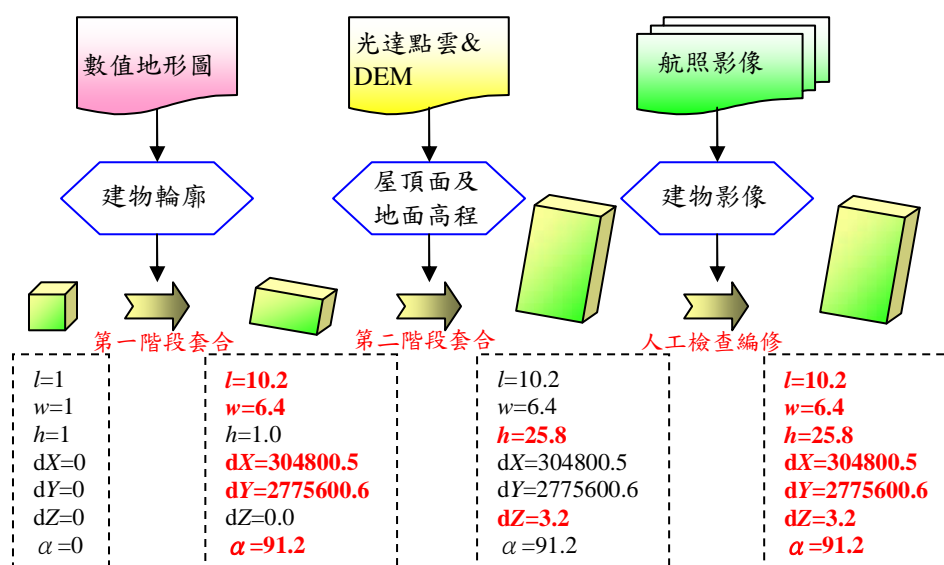 數值地形圖
光達點雲&
DEM
航照影像
建物輪廓
屋頂面及
地面高程
建物影像
第一階段套合
第二階段套合
人工檢查編修
l=1
w=1
h=1
dX=0
dY=0
dZ=0
α=0
l=10.2
w=6.4
h=1.0
dX=304800.5
dY=2775600.6
dZ=0.0
α=91.2
l=10.2
w=6.4
h=25.8
dX=304800.5
dY=2775600.6
dZ=3.2
α=91.2
l=10.2
w=6.4
h=25.8
dX=304800.5
dY=2775600.6
dZ=3.2
α=91.2